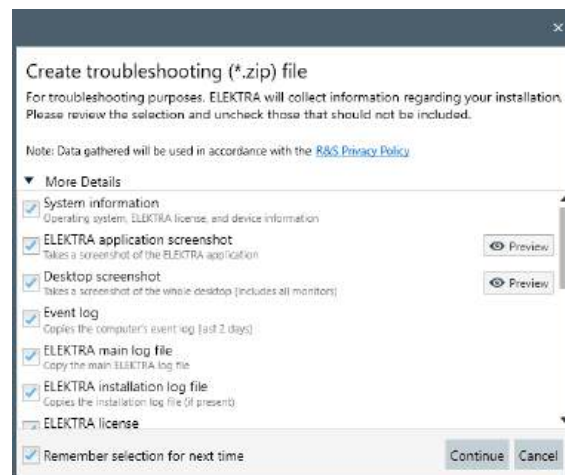 Create troubleshooting (*.zip) file
For troubleshooting purposes. ELEKTRA will collect information regarding your installation.
Please review the selection and uncheck those that should not be included.
Note: Data gathered will be used in accordance with the R&S Privacy Policy
More Details
System information
Operating system, ELEKTRA license, and device information
ELEKTRA application screenshot
Preview
Takes a screenshot of the ELEKTRA application
Desktop screenshot
Preview
Takes a screenshot of the whole desktop (includes all monitors)
Event log
Copies the computer's event log (last 2 days)
ELEKTRA main log file
Copy the main ELEKTRA log file
ELEKTRA installation log file
Copies the installation log file (if present)
ELEKTRA license
Remember selection for next time
Continue Cancel